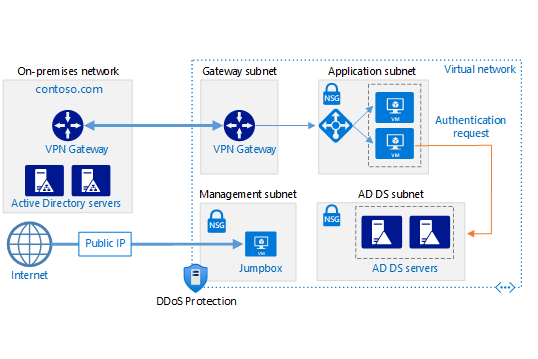 On-premises network
contoso.com
VPN Gateway
Active Directory servers
Gateway subnet
VPN Gateway
Application subnet
NSG
VM
VM
Virtual network
Authentication
request
Management subnet
NSG
VM
Jumpbox
AD DS subnet
NSG
AD DS servers
Public IP
Internet
DDoS Protection